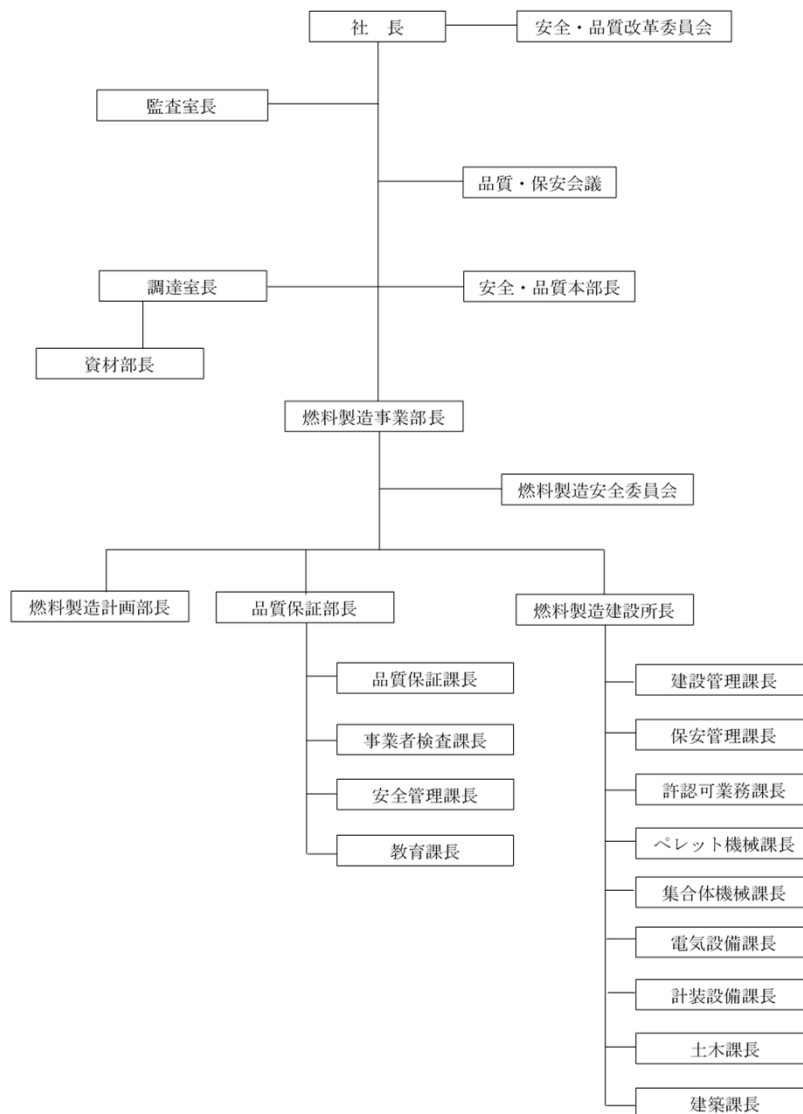 社　長
安全・品質改革委員会
監査室長
品質・保安会議
調達室長
安全・品質本部長
資材部長
燃料製造事業部長
燃料製造安全委員会
燃料製造計画部長
品質保証部長
燃料製造建設所長
品質保証課長
事業者検査課長
安全管理課長
教育課長
建設管理課長
保安管理課長
許認可業務課長
ペレット機械課長
集合体機械課長
電気設備課長
計装設備課長
土木課長
建築課長